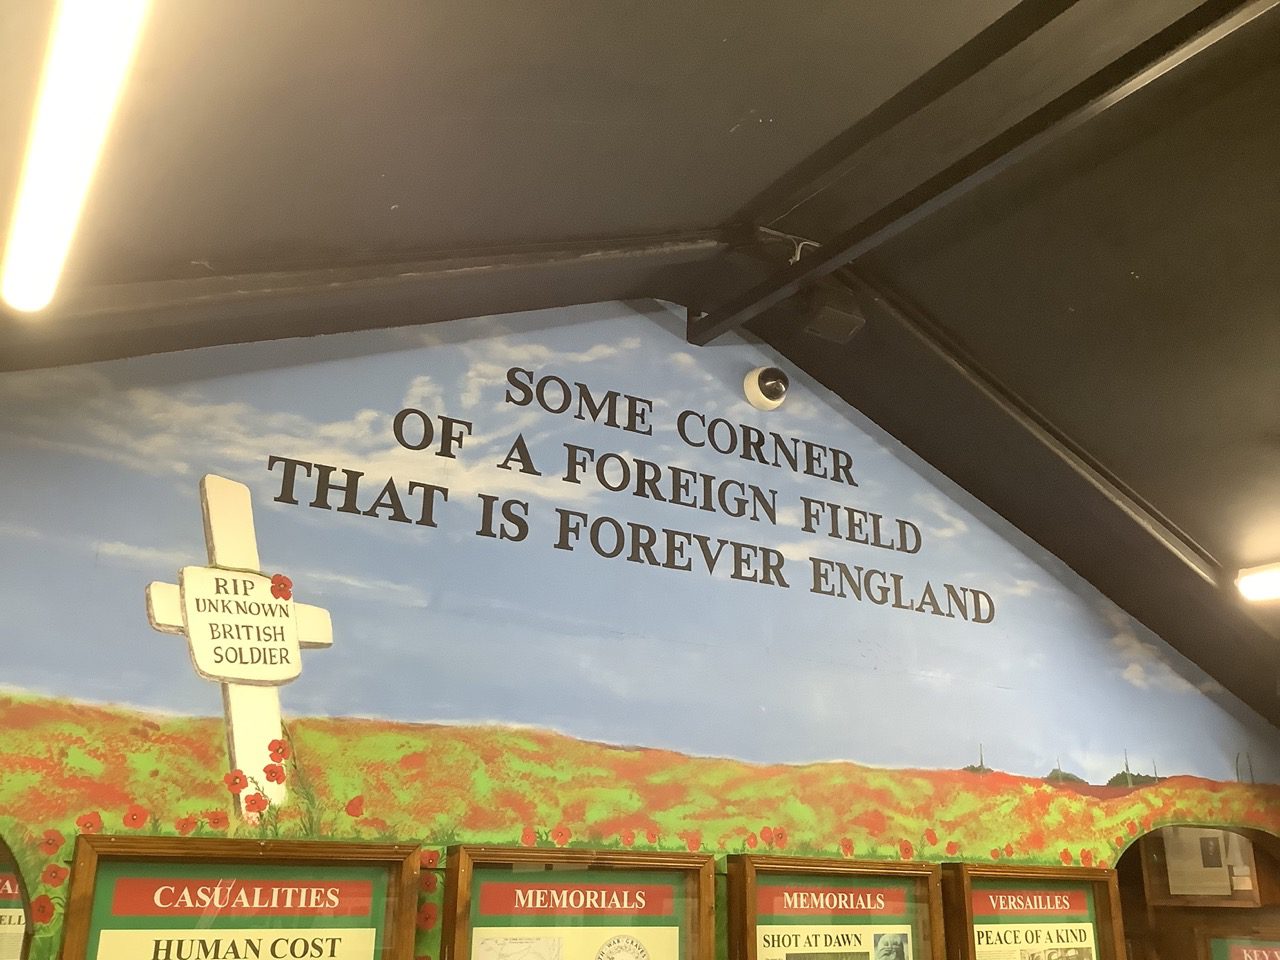 SOME CORNER
OF A FOREIGN FIELD
THAT IS FOREVER ENGLAND
RIP
UNKNOWN
BRITISH
SOLDIER
CASUALITIES
HUMAN COST
MEMORIALS
MEMORIALS
SHOT AT DAWN
VERSAILLES
PEACE OF A KIND